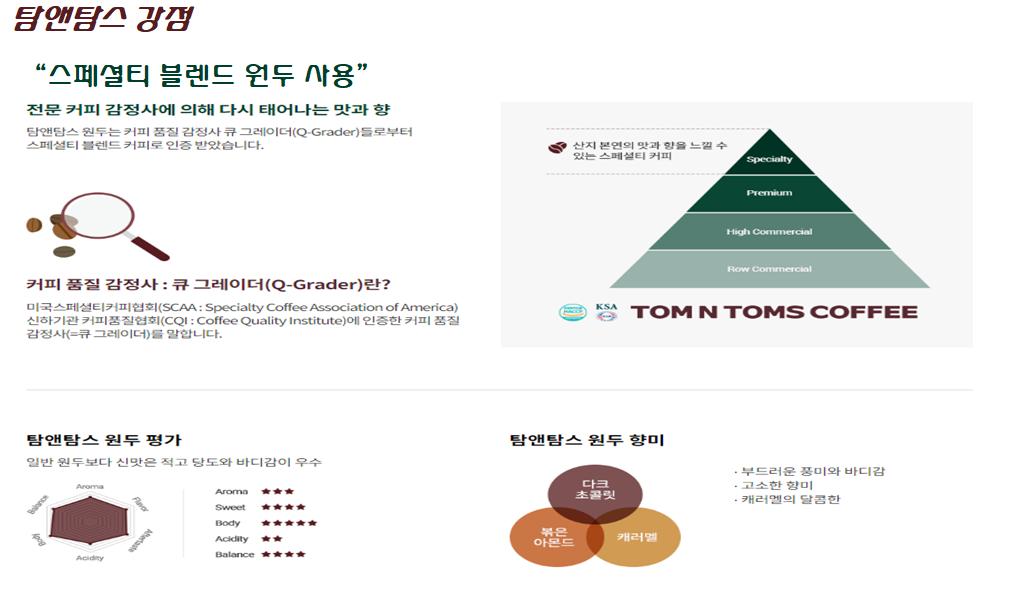 탐앤탐스 강점
“스페셜티 블렌드 원두 사용”
전문 커피 감정사에 의해 다시 태어나는 맛과 향
탐앤탐스 원두는 커피 품질 감정사 큐 그레이더(Q-Grader)들로부터
스페셜티 블렌드 커피로 인증 받았습니다.
산지 본연의 맛과 향을 느낄 수
있는 스페셜티 커피
Specialty
Premium
High Commercial
Row Commercial
HACCP
KSA
TOM N TOMS COFFEE
커피 품질 감정사 : 큐 그레이더(Q-Grader)란?
미국스페셜티커피협회(SCAA : Specialty Coffee Association of America)
신하기관 커피품질협회(CQI : Coffee Quality Institute)에 인증한 커피 품질
감정사(=큐 그레이더)를 말합니다.
탐앤탐스 원두 평가
일반 원두보다 신맛은 적고 당도와 바디감이 우수
Aroma
Flavor
Aftertaste
Acidity
Body
Balance
Aroma ★★★
Sweet ★★★★
Body ★★★★★
Acidity ★★
Balance ★★★★
탐앤탐스 원두 향미
다크
초콜릿
볶은
아몬드
캐러멜
· 부드러운 풍미와 바디감
· 고소한 향미
· 캐러멜의 달콤한